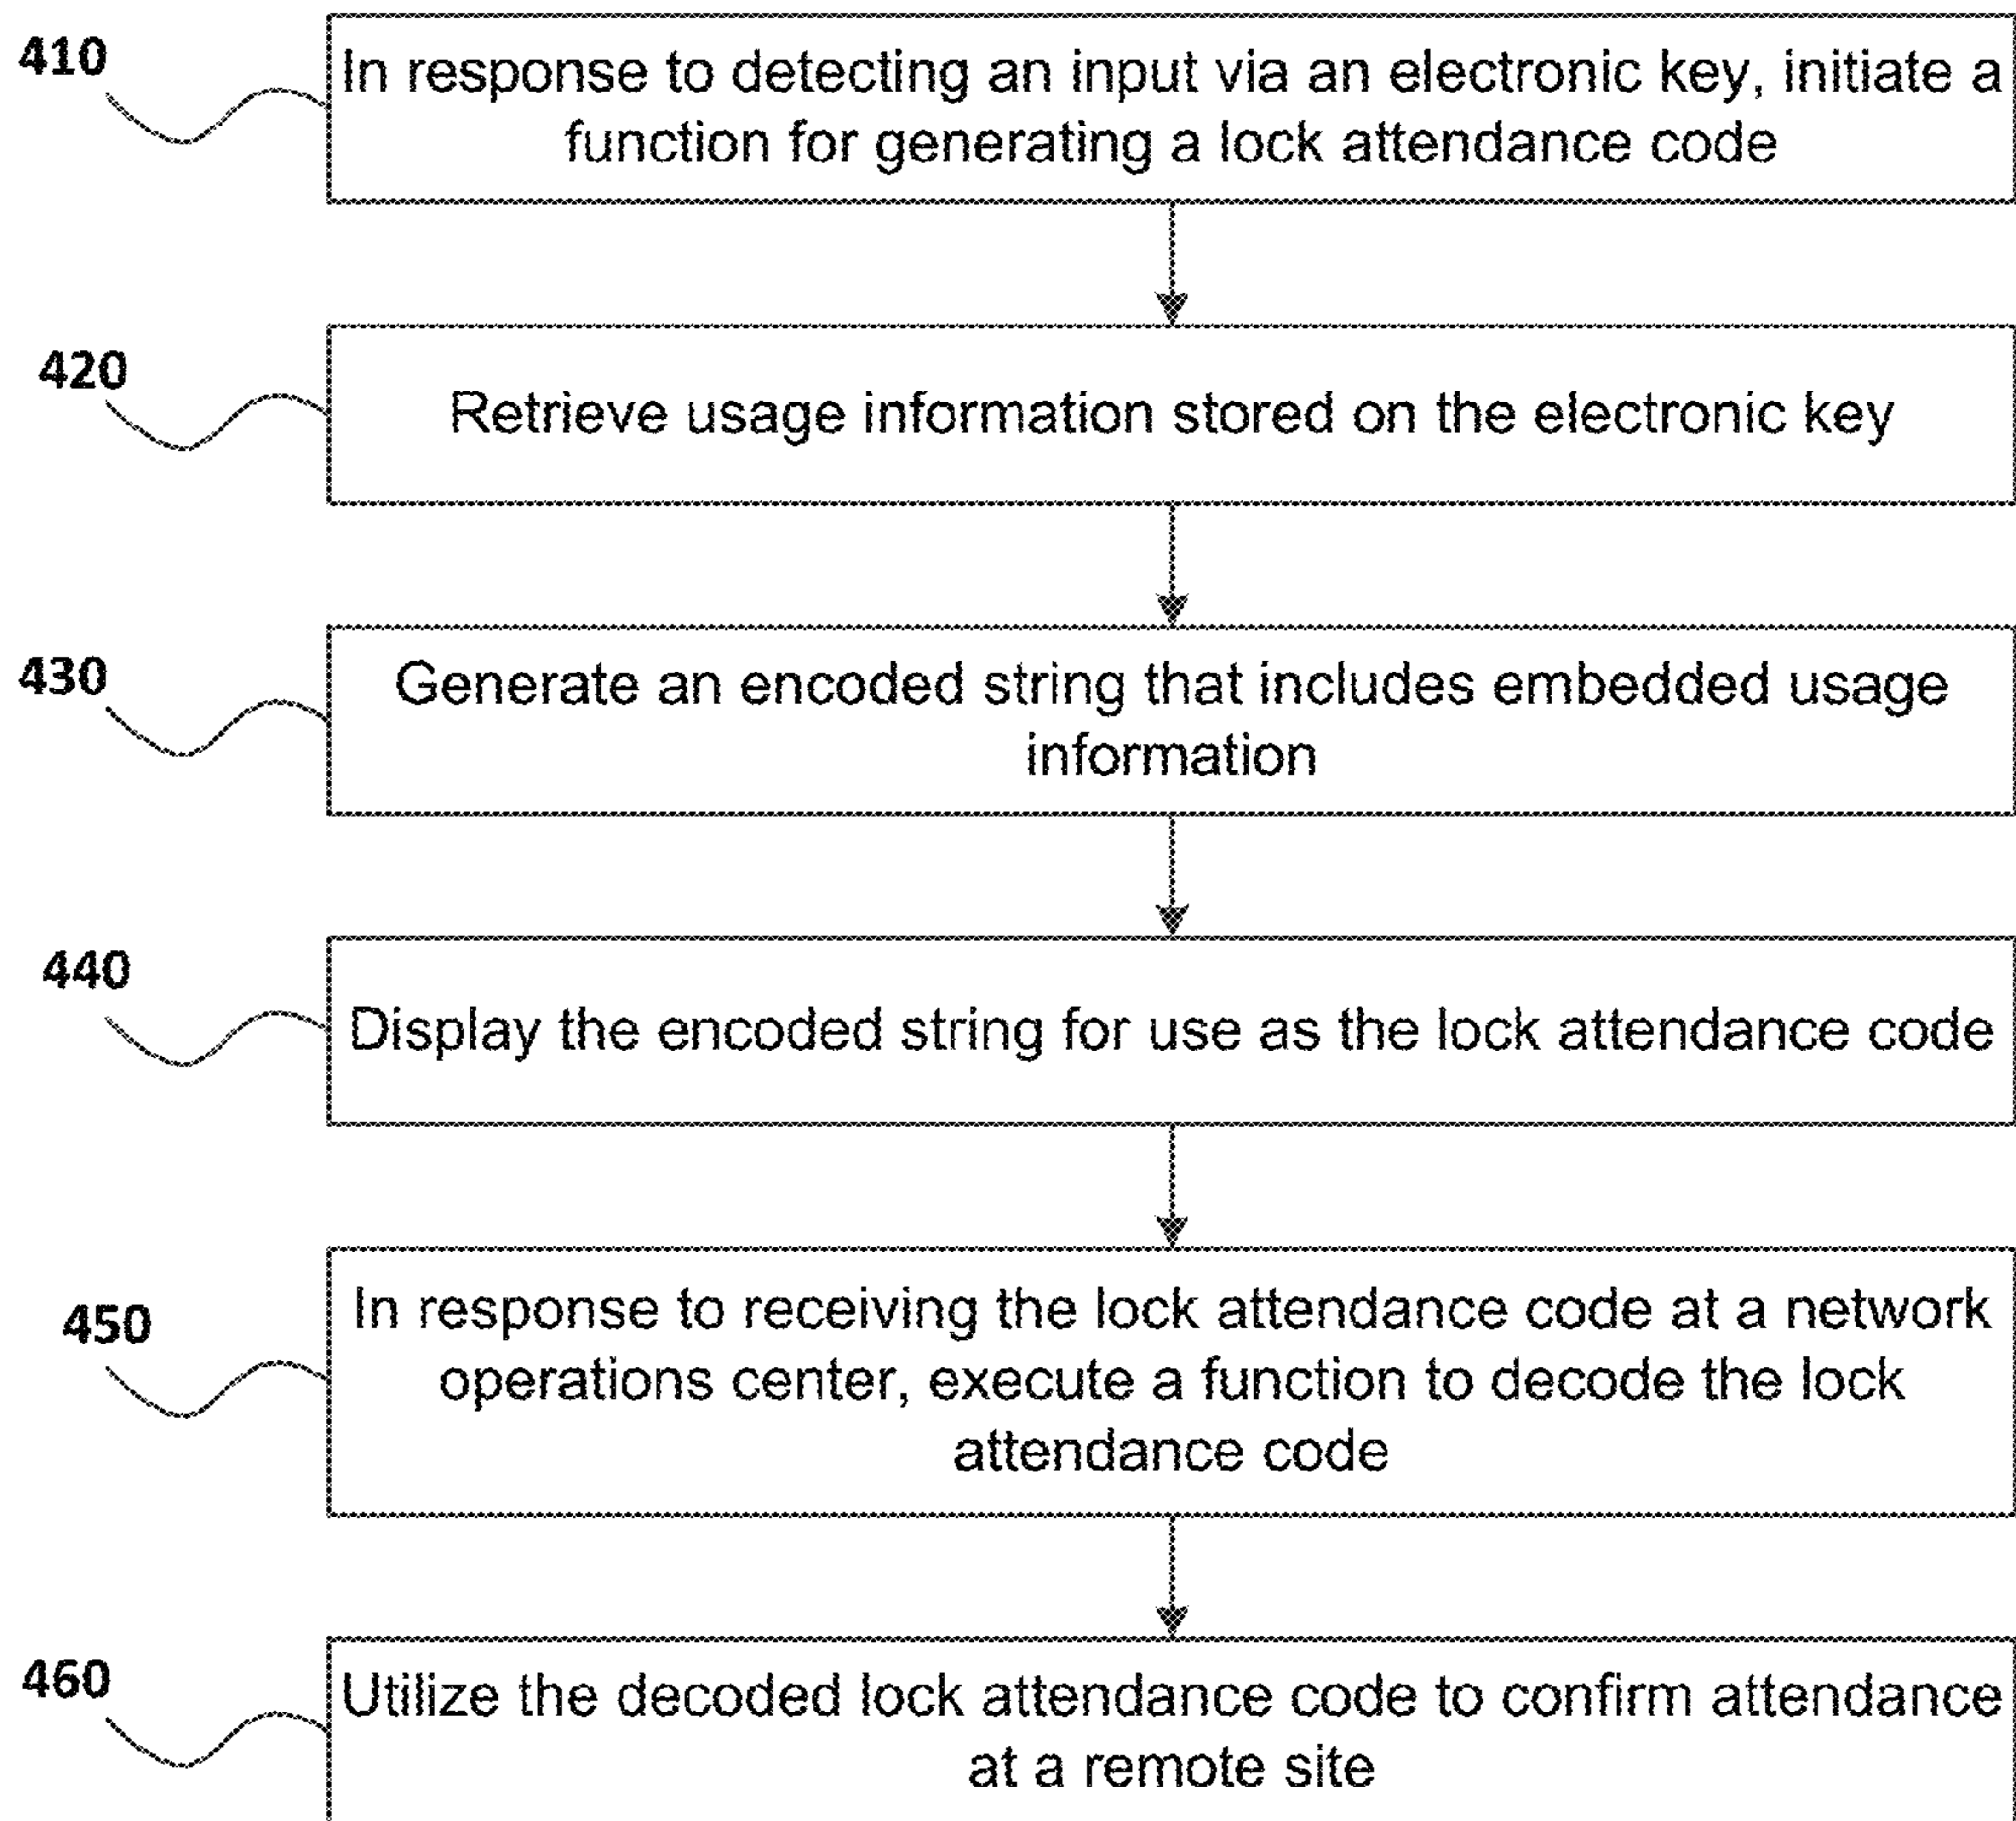 410
In response to detecting an input via an electronic key, initiate a
function for generating a lock attendance code
420
Retrieve usage information stored on the electronic key
430
Generate an encoded string that includes embedded usage
information
440
Display the encoded string for use as the lock attendance code
450
In response to receiving the lock attendance code at a network
operations center, execute a function to decode the lock
attendance code
460
Utilize the decoded lock attendance code to confirm attendance
at a remote site